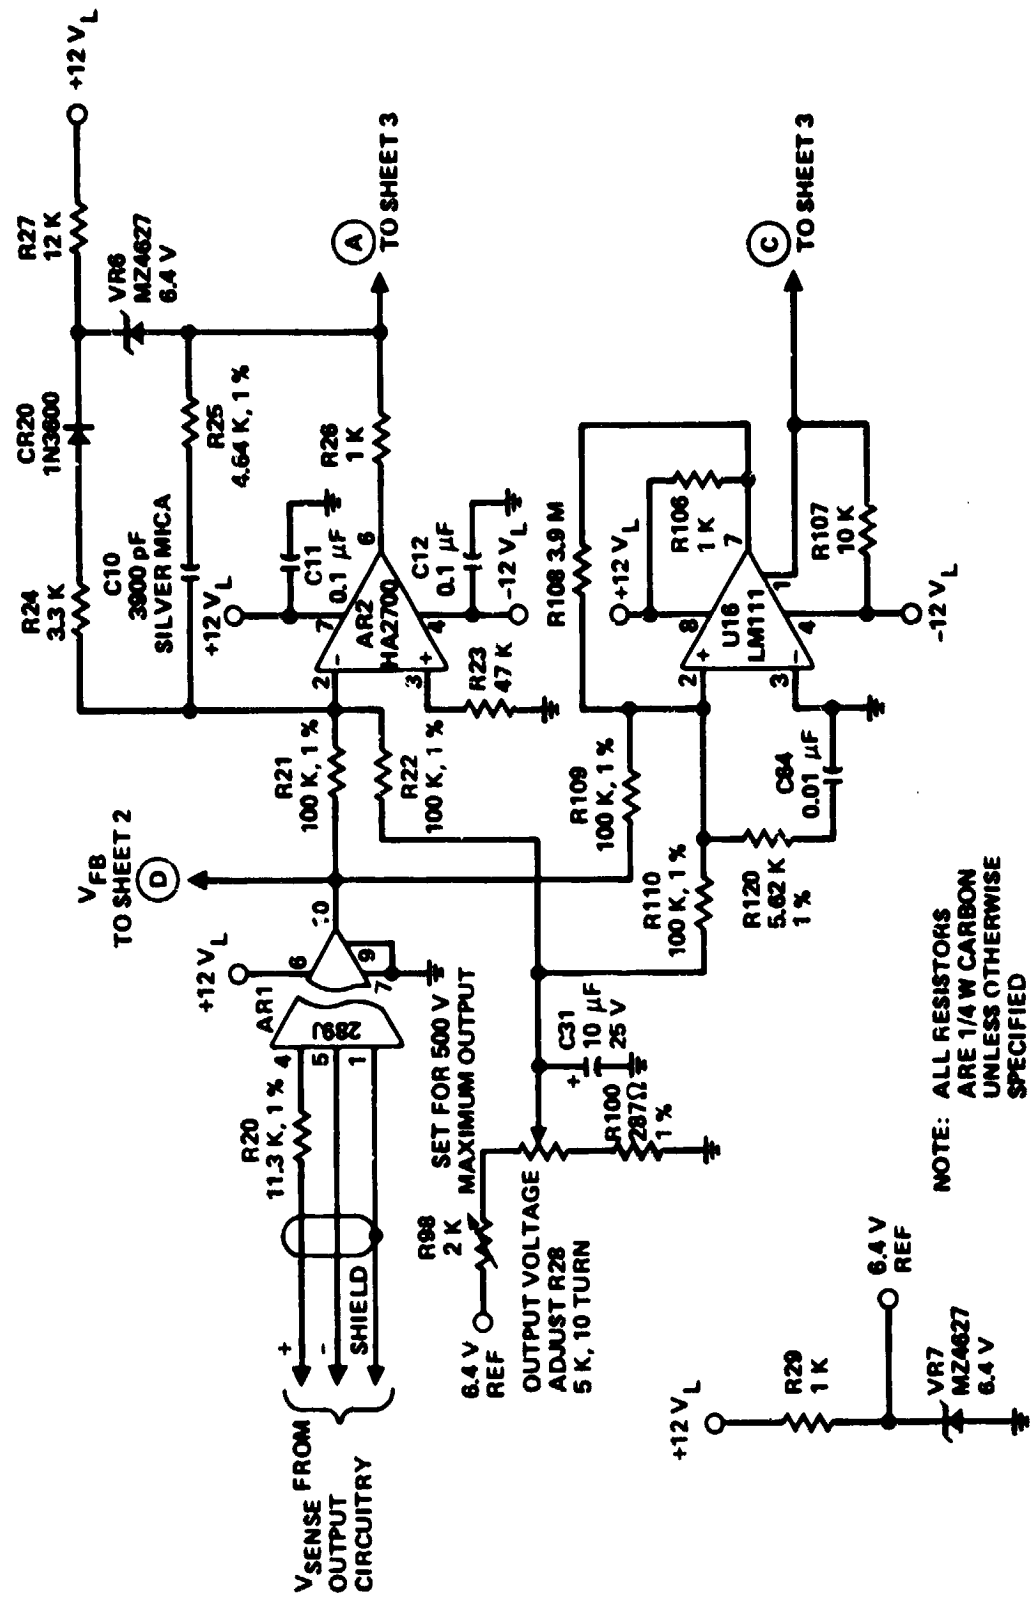 +12 V_L
R27
12 K
VR6
MZ4627
6.4 V
CR20
1N3600
R24
3.3 K
C10
3900 pF
SILVER MICA
R25
4.64 K, 1 %
A
TO SHEET 3
R26
1 K
+12 V_L
C11
0.1 µF
7
6
2
-
AR2
HA2700
3
+
4
C12
0.1 µF
-12 V_L
R23
47 K
R21
100 K, 1 %
R22
100 K, 1 %
V_FB
TO SHEET 2
D
+12 V_L
6
10
9
7
AR1
289J
4
5
1
R20
11.3 K, 1 %
+
-
SHIELD
V_SENSE FROM
OUTPUT
CIRCUITRY
SET FOR 500 V
MAXIMUM OUTPUT
R98
2 K
6.4 V
REF
OUTPUT VOLTAGE
ADJUST R28
5 K, 10 TURN
C31
10 µF
25 V
+
R100
287Ω
1 %
R108 3.9 M
R109
100 K, 1 %
R110
100 K, 1 %
R120
5.62 K
1 %
C84
0.01 µF
+12 V_L
R106
1 K
8
7
2
+
U16
LM111
3
-
4
1
R107
10 K
-12 V_L
C
TO SHEET 3
+12 V_L
R29
1 K
6.4 V
REF
VR7
MZ4627
6.4 V
NOTE: ALL RESISTORS
ARE 1/4 W CARBON
UNLESS OTHERWISE
SPECIFIED